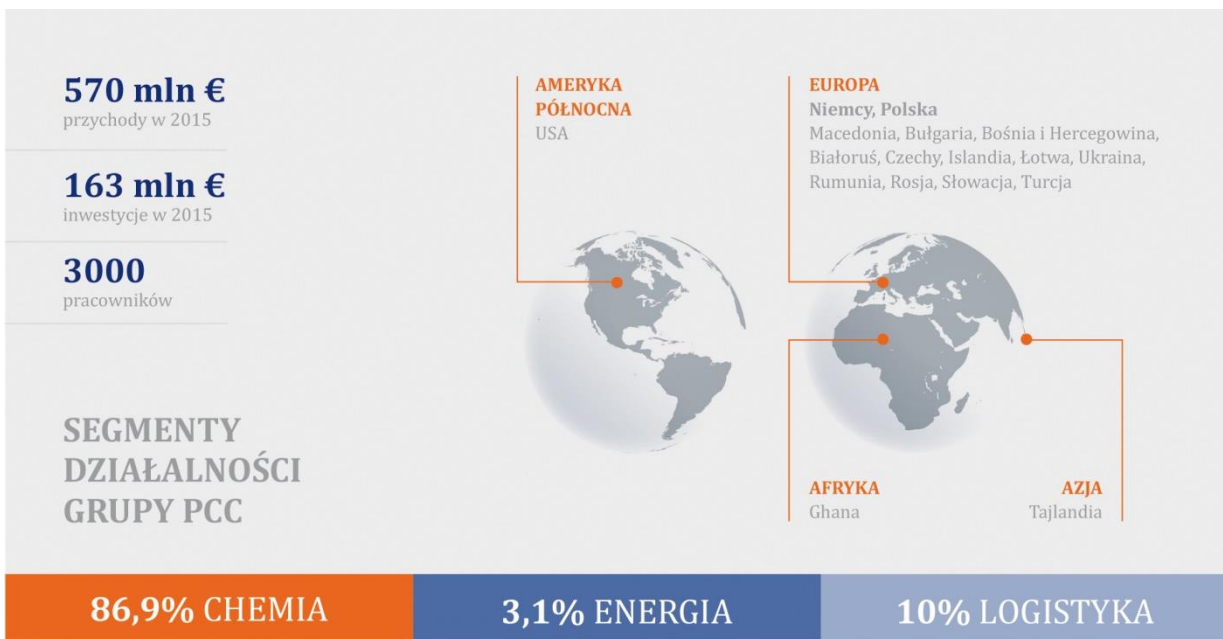 570 mln €
przychody w 2015
163 mln €
inwestycje w 2015
3000
pracowników
SEGMENTY
DZIAŁALNOŚCI
GRUPY PCC
AMERYKA
PÓŁNOCNA
USA
EUROPA
Niemcy, Polska
Macedonia, Bułgaria, Bośnia i Hercegowina,
Białoruś, Czechy, Islandia, Łotwa, Ukraina,
Rumunia, Rosja, Słowacja, Turcja
AFRYKA
Ghana
AZJA
Tajlandia
86,9% CHEMIA
3,1% ENERGIA
10% LOGISTYKA